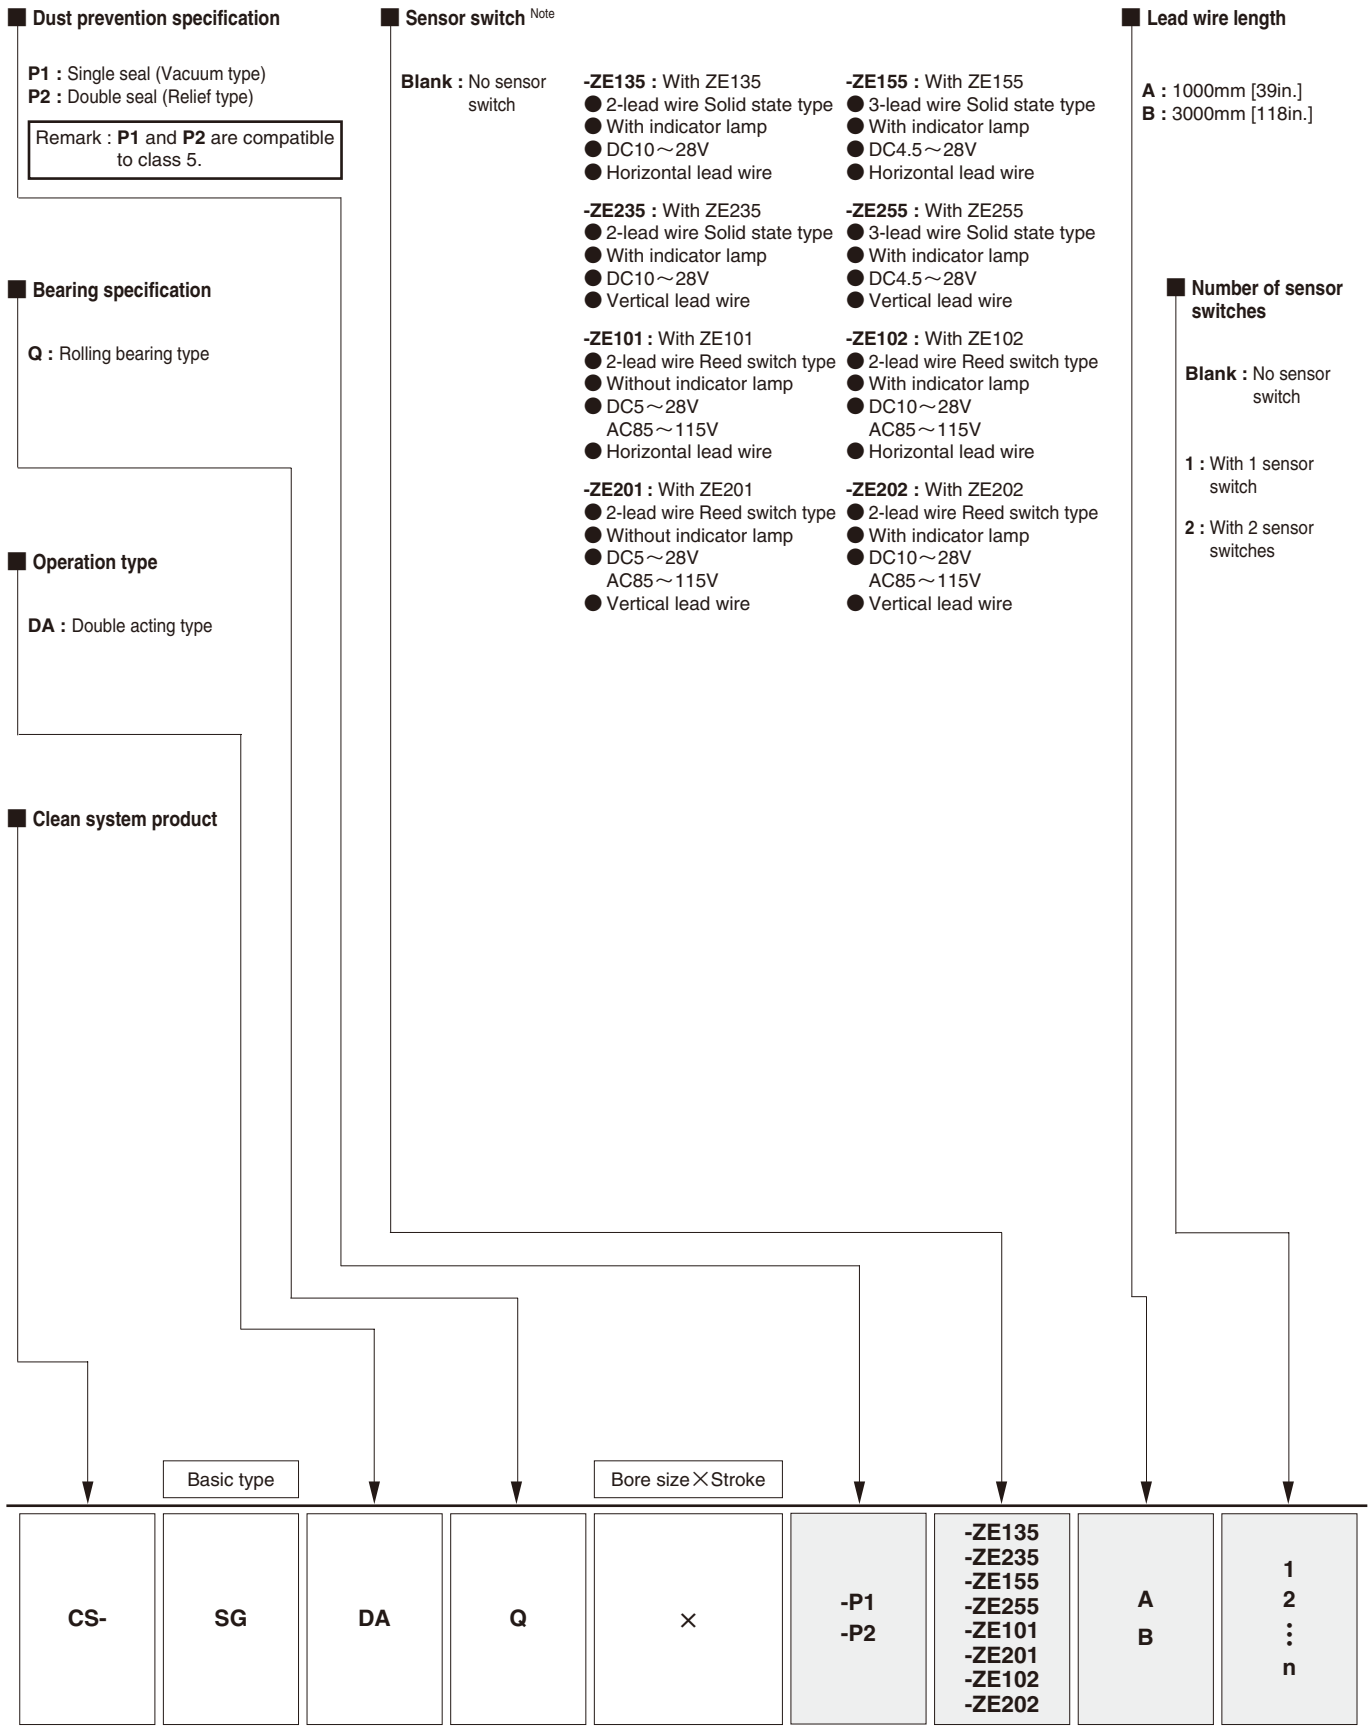 ■ Dust prevention specification
P1 : Single seal (Vacuum type)
P2 : Double seal (Relief type)
Remark : P1 and P2 are compatible
to class 5.
■ Bearing specification
Q : Rolling bearing type
■ Operation type
DA : Double acting type
■ Clean system product
■ Sensor switch Note
Blank : No sensor
switch
-ZE135 : With ZE135
● 2-lead wire Solid state type
● With indicator lamp
● DC10～28V
● Horizontal lead wire
-ZE235 : With ZE235
● 2-lead wire Solid state type
● With indicator lamp
● DC10～28V
● Vertical lead wire
-ZE101 : With ZE101
● 2-lead wire Reed switch type
● Without indicator lamp
● DC5～28V
AC85～115V
● Horizontal lead wire
-ZE201 : With ZE201
● 2-lead wire Reed switch type
● Without indicator lamp
● DC5～28V
AC85～115V
● Vertical lead wire
-ZE155 : With ZE155
● 3-lead wire Solid state type
● With indicator lamp
● DC4.5～28V
● Horizontal lead wire
-ZE255 : With ZE255
● 3-lead wire Solid state type
● With indicator lamp
● DC4.5～28V
● Vertical lead wire
-ZE102 : With ZE102
● 2-lead wire Reed switch type
● With indicator lamp
● DC10～28V
AC85～115V
● Horizontal lead wire
-ZE202 : With ZE202
● 2-lead wire Reed switch type
● With indicator lamp
● DC10～28V
AC85～115V
● Vertical lead wire
■ Lead wire length
A : 1000mm [39in.]
B : 3000mm [118in.]
■ Number of sensor
switches
Blank : No sensor
switch
1 : With 1 sensor
switch
2 : With 2 sensor
switches
Basic type
Bore size×Stroke
CS-
SG
DA
Q
×
-P1
-P2
-ZE135
-ZE235
-ZE155
-ZE255
-ZE101
-ZE201
-ZE102
-ZE202
A
B
1
2
⋮
n